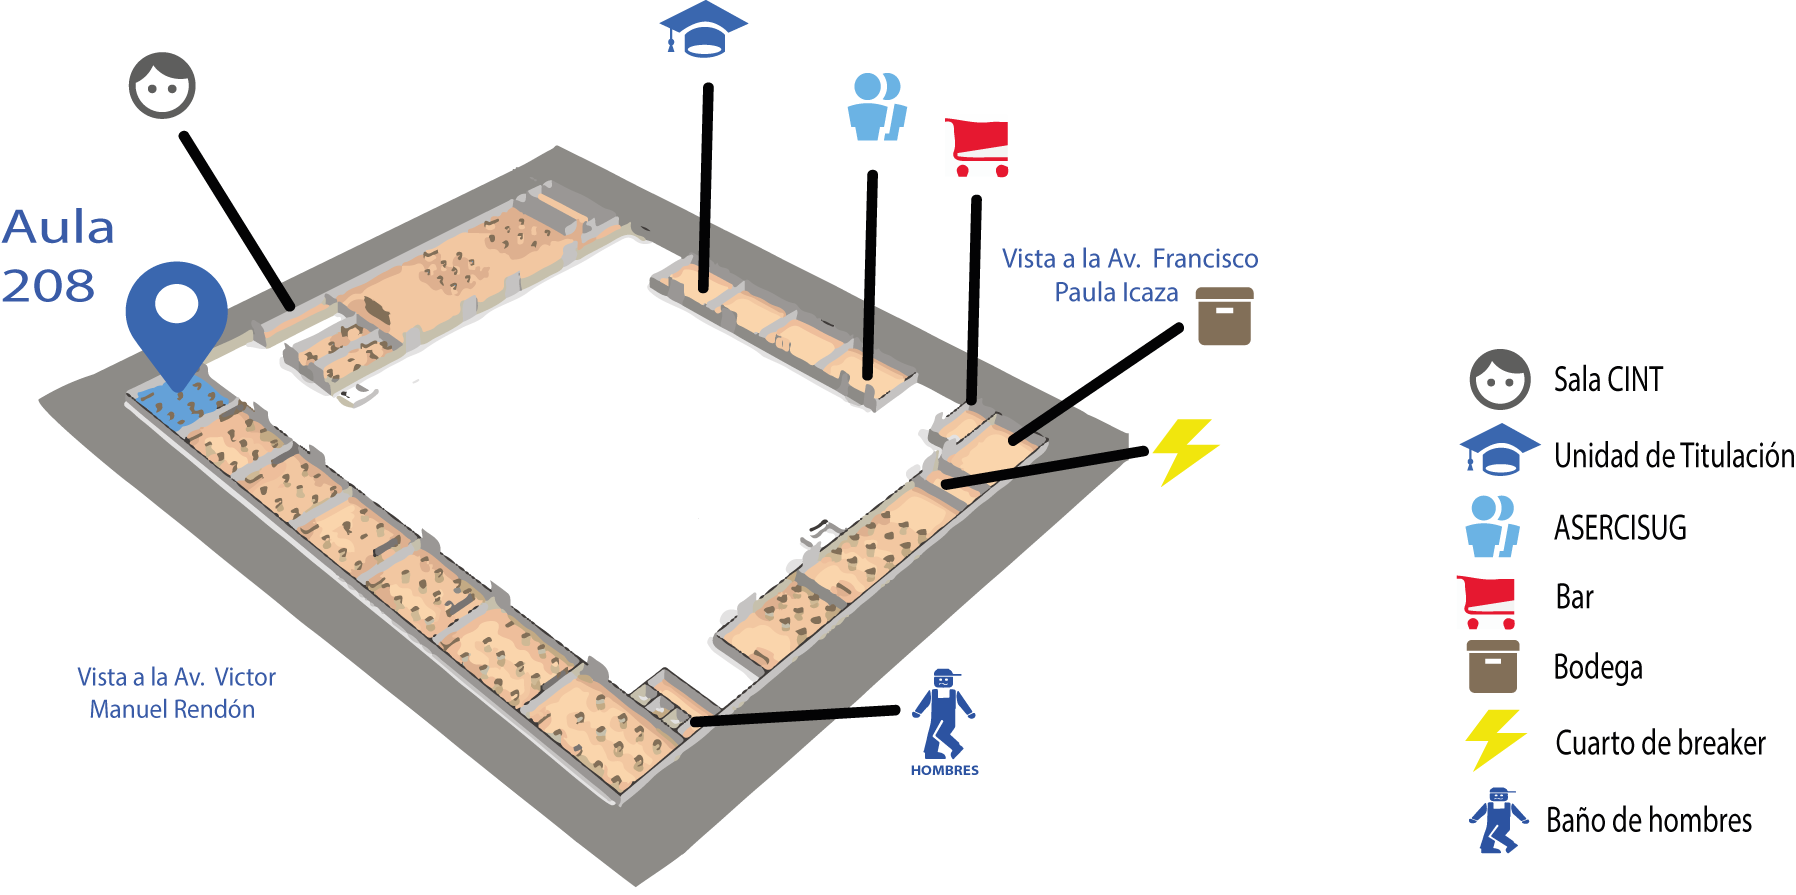 Aula
208
Vista a la Av. Francisco
Paula Icaza
Vista a la Av. Victor
Manuel Rendón
HOMBRES
Sala CINT
Unidad de Titulación
ASERCISUG
Bar
Bodega
Cuarto de breaker
Baño de hombres